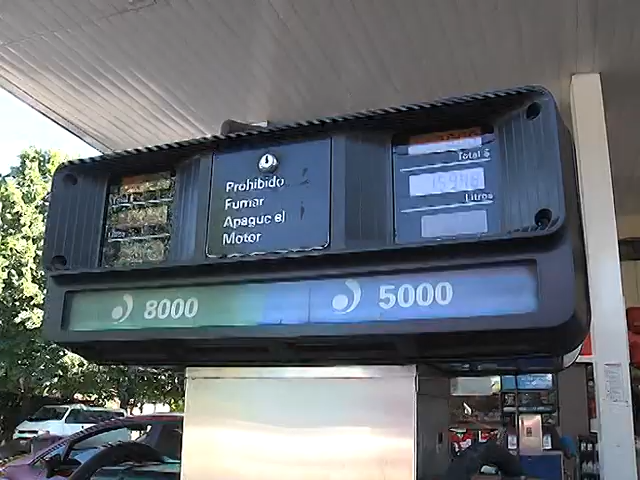 Prohibido
Fumar
Apague el
Motor
Total $
Litros
8000
5000